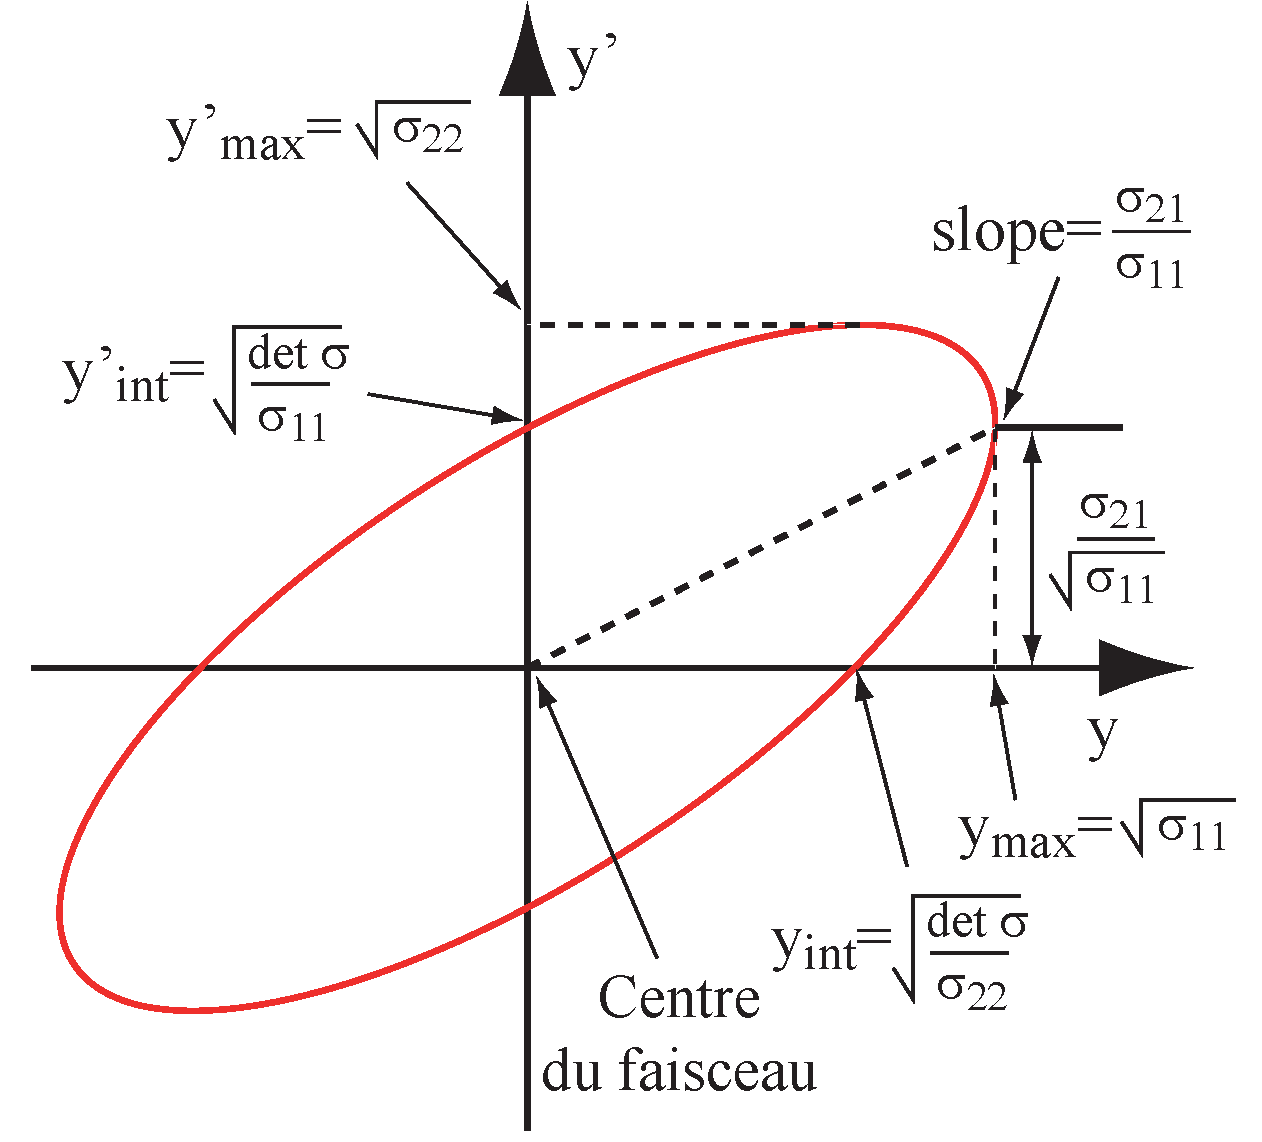 y’
y’max=√σ22
slope=σ21/σ11
y’int=√det σ/σ11
σ21/√σ11
y
ymax=√σ11
yint=√det σ/σ22
Centre
du faisceau